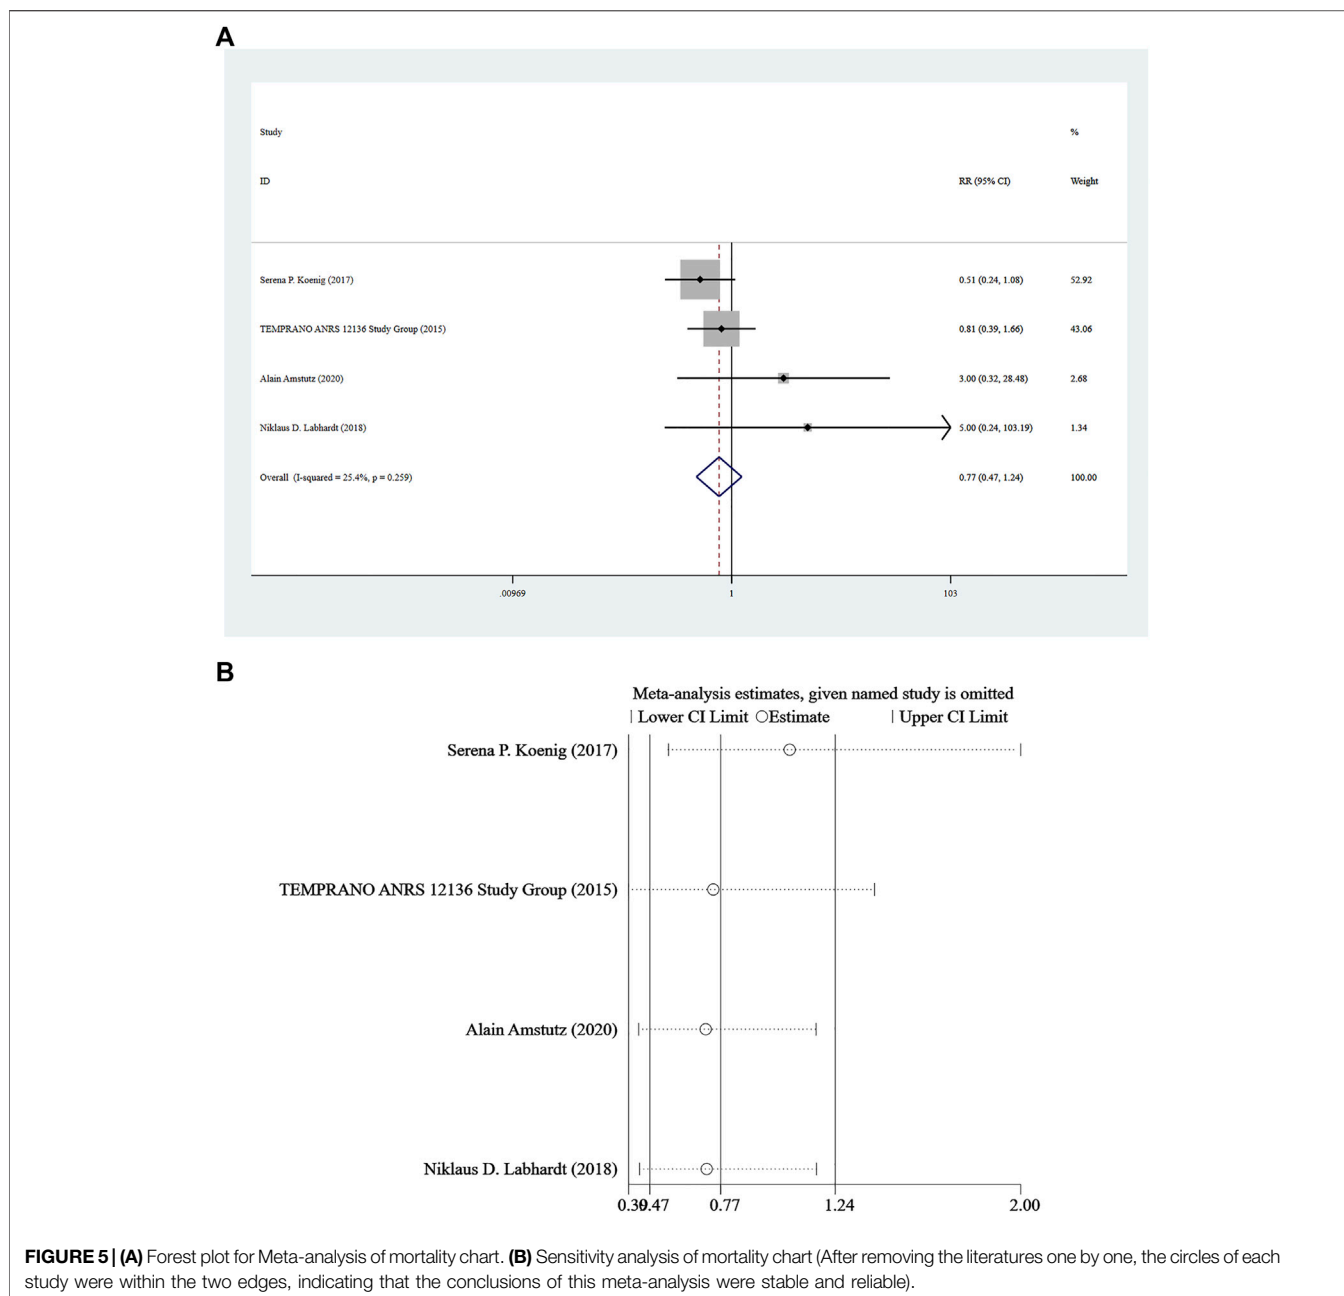 A
Study %
ID RR (95% CI) Weight
Serena P. Koenig (2017) 0.51 (0.24, 1.08) 52.92
TEMPRANO ANRS 12136 Study Group (2015) 0.81 (0.39, 1.66) 43.06
Alain Amstutz (2020) 3.00 (0.32, 28.48) 2.68
Niklaus D. Labhardt (2018) 5.00 (0.24, 103.19) 1.34
Overall (I-squared = 25.4%, p = 0.259) 0.77 (0.47, 1.24) 100.00
.00969 1 103
B
Meta-analysis estimates, given named study is omitted
Lower CI Limit Estimate Upper CI Limit
Serena P. Koenig (2017)
TEMPRANO ANRS 12136 Study Group (2015)
Alain Amstutz (2020)
Niklaus D. Labhardt (2018)
0.47 0.77 1.24 2.00
FIGURE 5 | (A) Forest plot for Meta-analysis of mortality chart. (B) Sensitivity analysis of mortality chart (After removing the literatures one by one, the circles of each
study were within the two edges, indicating that the conclusions of this meta-analysis were stable and reliable).